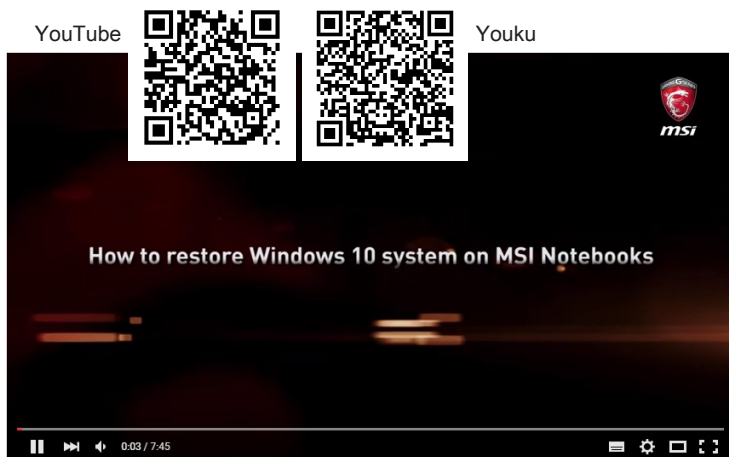 YouTube
Youku
msi
How to restore Windows 10 system on MSI Notebooks
0:03 / 7:45